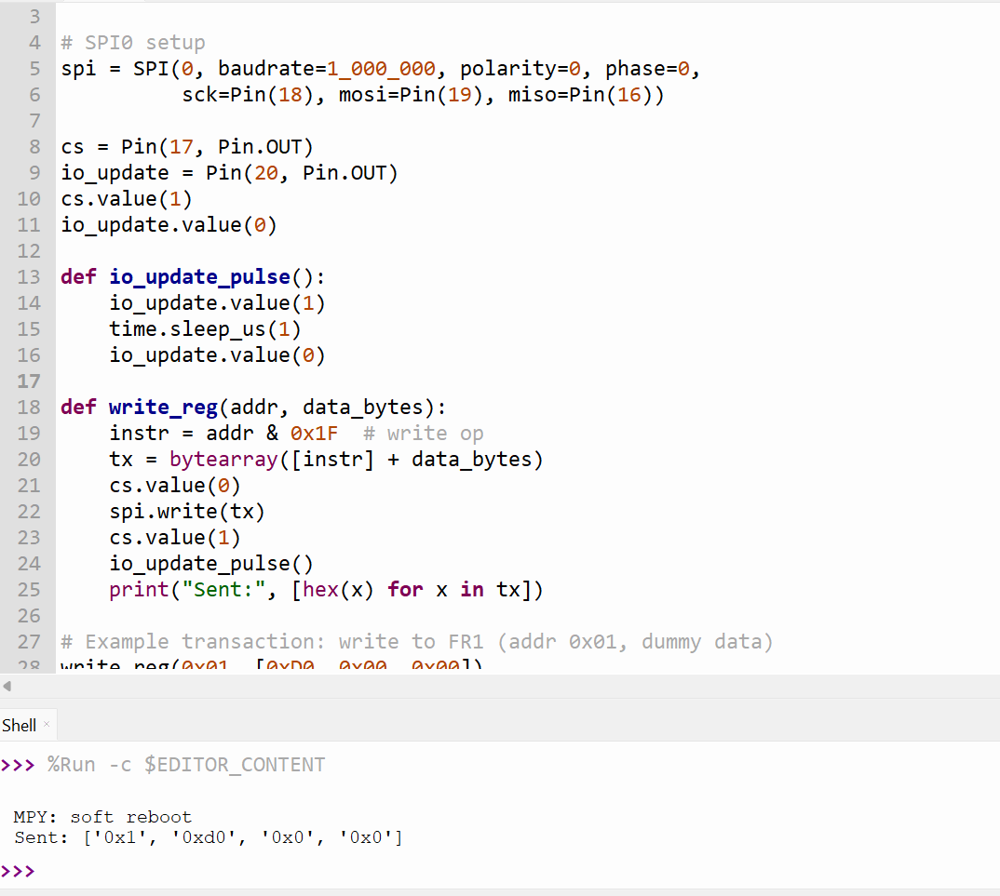 3
4 # SPI0 setup
5 spi = SPI(0, baudrate=1_000_000, polarity=0, phase=0,
6           sck=Pin(18), mosi=Pin(19), miso=Pin(16))
7
8 cs = Pin(17, Pin.OUT)
9 io_update = Pin(20, Pin.OUT)
10 cs.value(1)
11 io_update.value(0)
12
13 def io_update_pulse():
14     io_update.value(1)
15     time.sleep_us(1)
16     io_update.value(0)
17
18 def write_reg(addr, data_bytes):
19     instr = addr & 0x1F  # write op
20     tx = bytearray([instr] + data_bytes)
21     cs.value(0)
22     spi.write(tx)
23     cs.value(1)
24     io_update_pulse()
25     print("Sent:", [hex(x) for x in tx])
26
27 # Example transaction: write to FR1 (addr 0x01, dummy data)
28 write_reg(0x01, [0xD0, 0x00, 0x00])
Shell ×
>>> %Run -c $EDITOR_CONTENT
MPY: soft reboot
Sent: ['0x1', '0xd0', '0x0', '0x0']
>>>